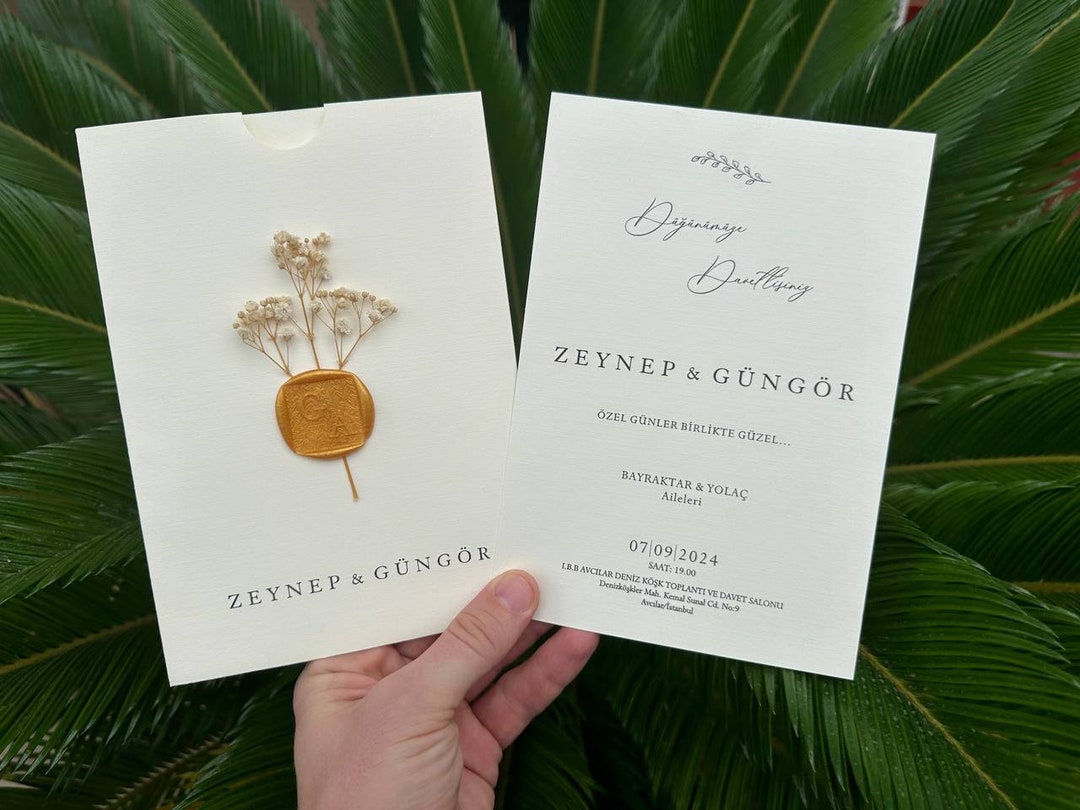 ZEYNEP & GÜNGÖR
Düğünümüze
Davetlisiniz
ZEYNEP & GÜNGÖR
ÖZEL GÜNLER BİRLİKTE GÜZEL...
BAYRAKTAR & YOLAÇ
Aileleri
07|09|2024
SAAT: 19.00
I.B.B AVCILAR DENİZ KÖŞK TOPLANTI VE DAVET SALONU
Denizköşkler Mah. Kemal Sunal Cd. No:9
Avcılar/İstanbul